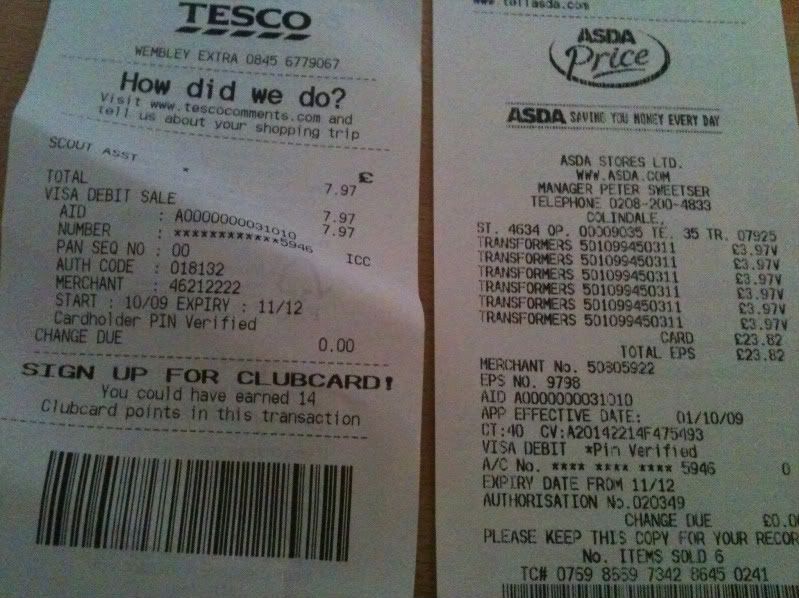 TESCO
WEMBLEY EXTRA 0845 6779067
How did we do?
Visit www.tescocomments.com and
tell us about your shopping trip
SCOUT ASST *
£
TOTAL 7.97
VISA DEBIT SALE 7.97
AID : A0000000031010 7.97
NUMBER : ************5946 ICC
PAN SEQ NO : 00
AUTH CODE : 018132
MERCHANT : 46212222
START : 10/09 EXPIRY : 11/12
Cardholder PIN Verified
CHANGE DUE 0.00
SIGN UP FOR CLUBCARD!
You could have earned 14
Clubcard points in this transaction
www.tellasda.com
ASDA
Price
ASDA SAVING YOU MONEY EVERY DAY
ASDA STORES LTD.
WWW.ASDA.COM
MANAGER PETER SWEETSER
TELEPHONE 0208-200-4833
COLINDALE,
ST. 4634 OP. 00009035 TE. 35 TR. 07925
TRANSFORMERS 501099450311 £3.97V
TRANSFORMERS 501099450311 £3.97V
TRANSFORMERS 501099450311 £3.97V
TRANSFORMERS 501099450311 £3.97V
TRANSFORMERS 501099450311 £3.97V
TRANSFORMERS 501099450311 £3.97V
CARD £23.82
TOTAL EPS £23.82
MERCHANT No. 50805922
EPS NO. 9798
AID A0000000031010
APP EFFECTIVE DATE: 01/10/09
CT:40 CV:A20142214F475493
VISA DEBIT *Pin Verified
A/C No. **** **** **** 5946 0
EXPIRY DATE FROM 11/12
AUTHORISATION No.020349
CHANGE DUE £0.00
PLEASE KEEP THIS COPY FOR YOUR RECOR
No. ITEMS SOLD 6
TC# 0769 8559 7342 8645 0241